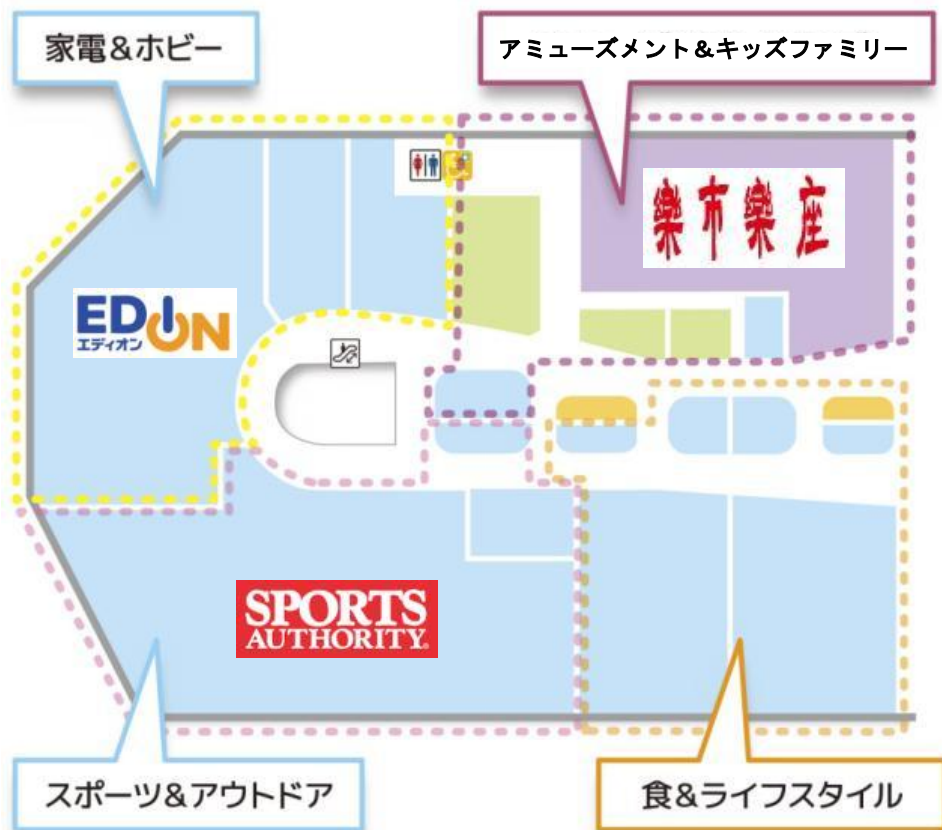 家電&ホビー
アミューズメント&キッズファミリー
樂市樂座
EDION
エディオン
SPORTS
AUTHORITY®
スポーツ&アウトドア
食&ライフスタイル